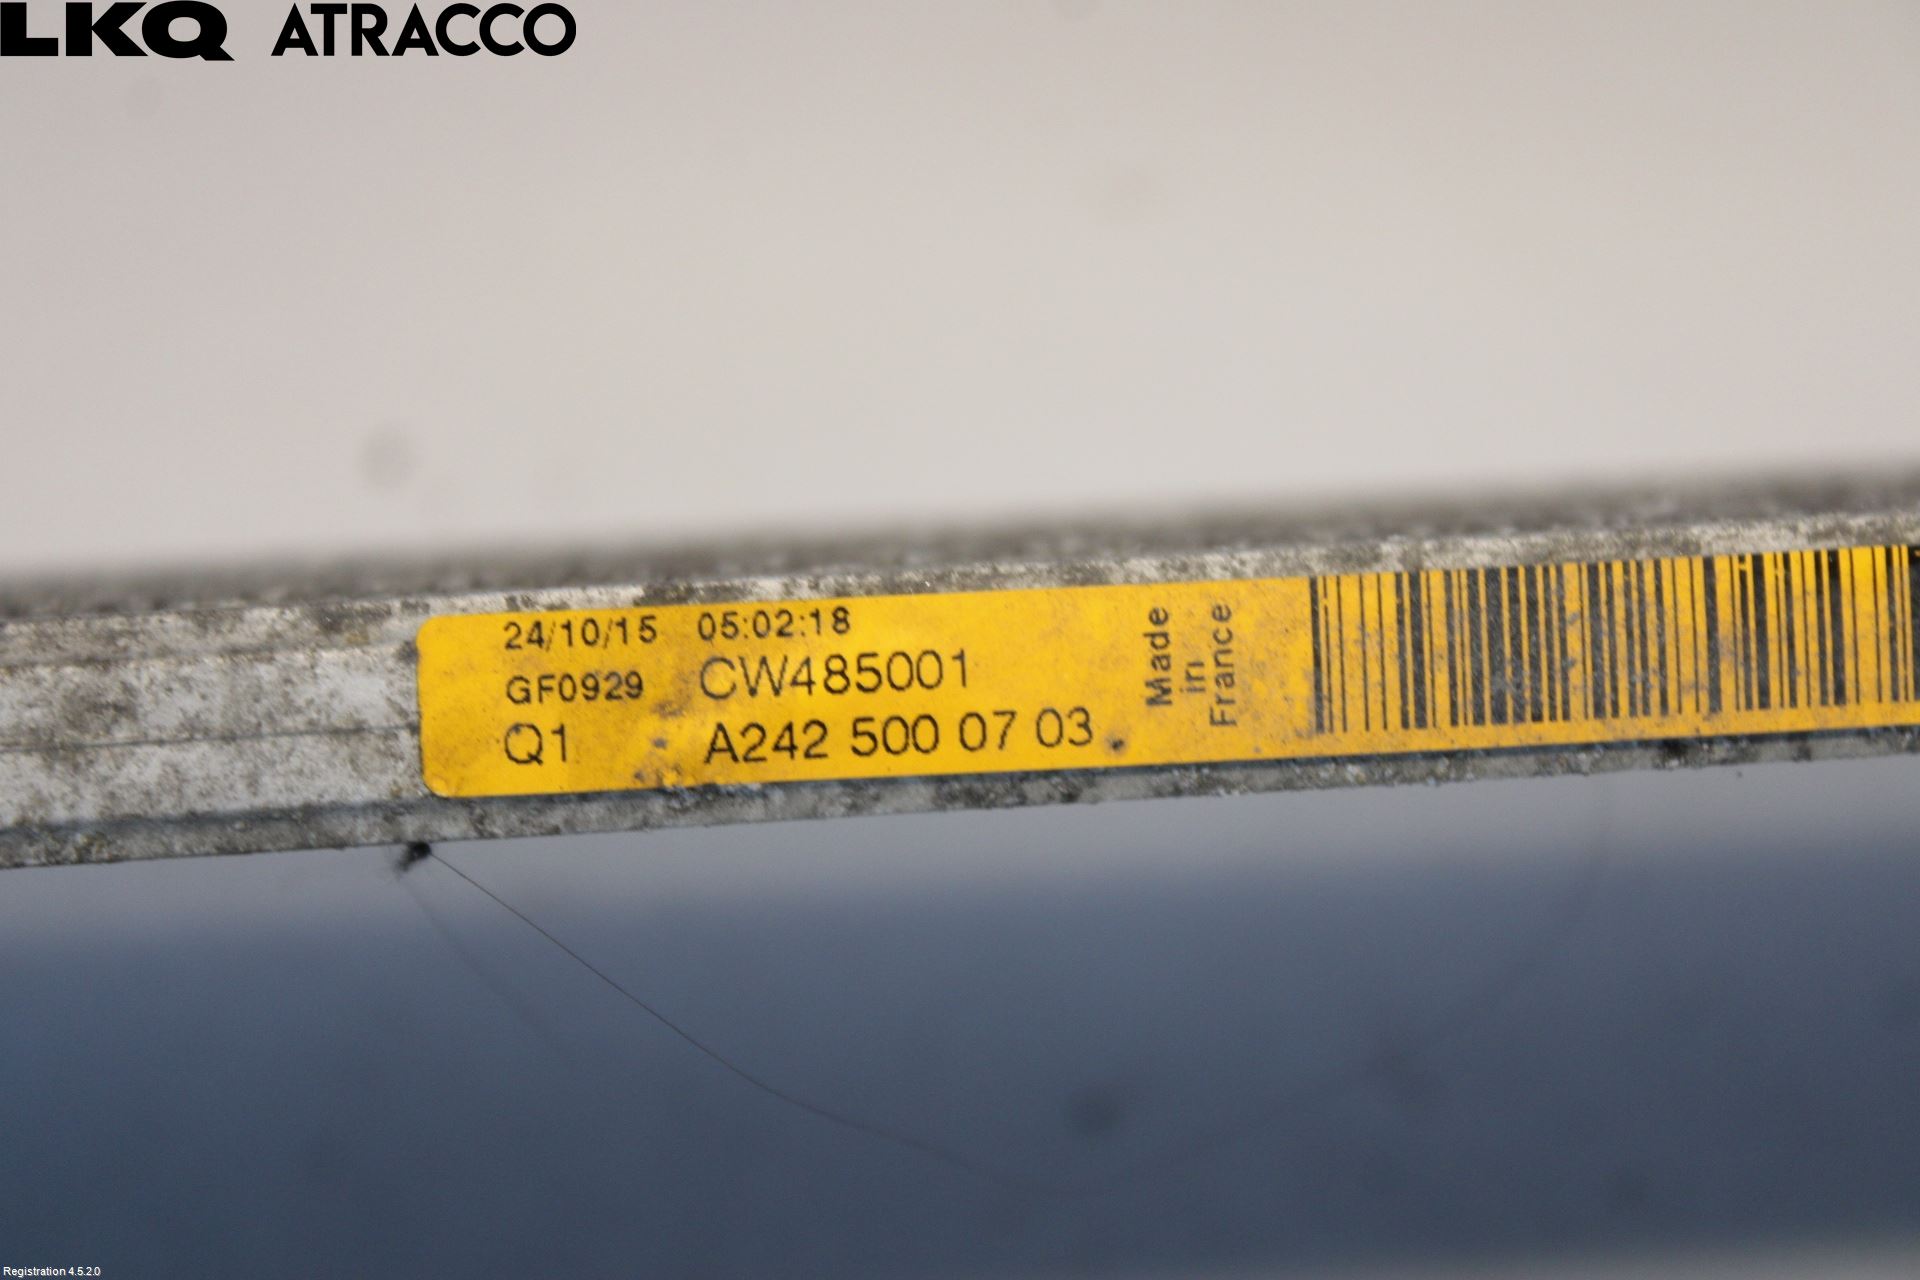 LKQ ATRACCO
24/10/15 05:02:18
GF0929 CW485001
Q1 A242 500 07 03
Made
in
France
Registration 4.5.2.0